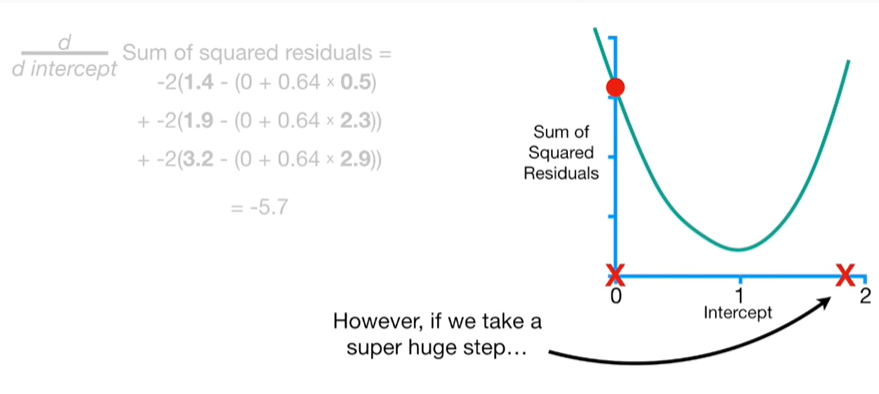 d
d intercept
Sum of squared residuals =
-2(1.4 - (0 + 0.64 × 0.5)
+ -2(1.9 - (0 + 0.64 × 2.3))
+ -2(3.2 - (0 + 0.64 × 2.9))
= -5.7
Sum of
Squared
Residuals
X
X
0
1
2
Intercept
However, if we take a
super huge step…